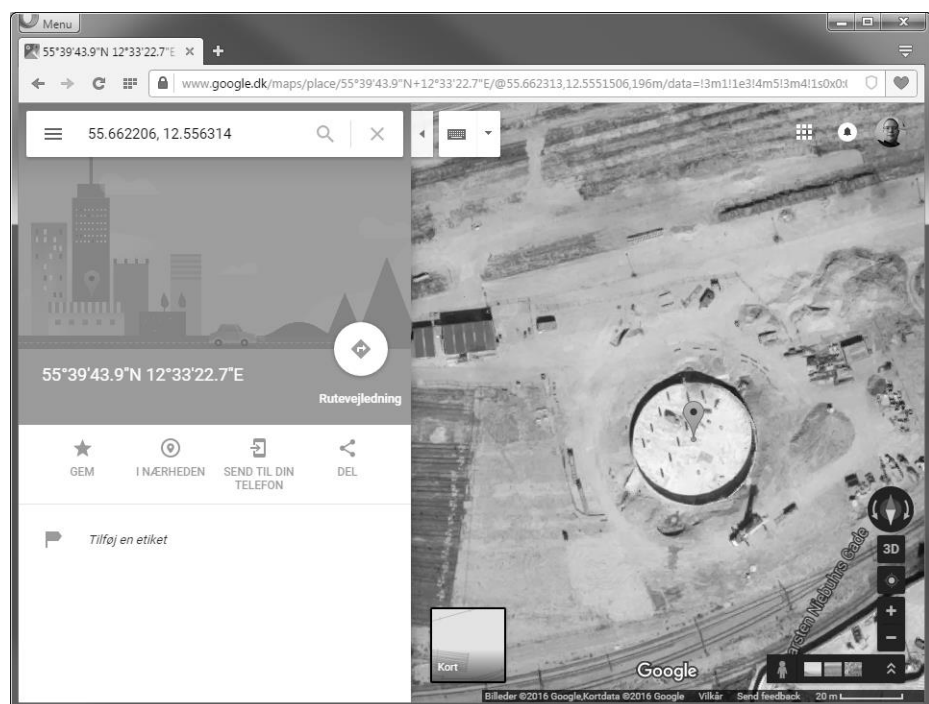 Menu
55°39'43.9"N 12°33'22.7"E
www.google.dk/maps/place/55°39'43.9"N+12°33'22.7"E/@55.662313,12.5551506,196m/data=!3m1!1e3!4m5!3m4!1s0x0:(
55.662206, 12.556314
55°39'43.9"N 12°33'22.7"E
Rutevejledning
GEM
I NÆRHEDEN
SEND TIL DIN
TELEFON
DEL
Tilføj en etiket
arsten Niebuhrs Gade
3D
Kort
Google
Billeder ©2016 Google,Kortdata ©2016 Google Vilkår Send feedback 20 m